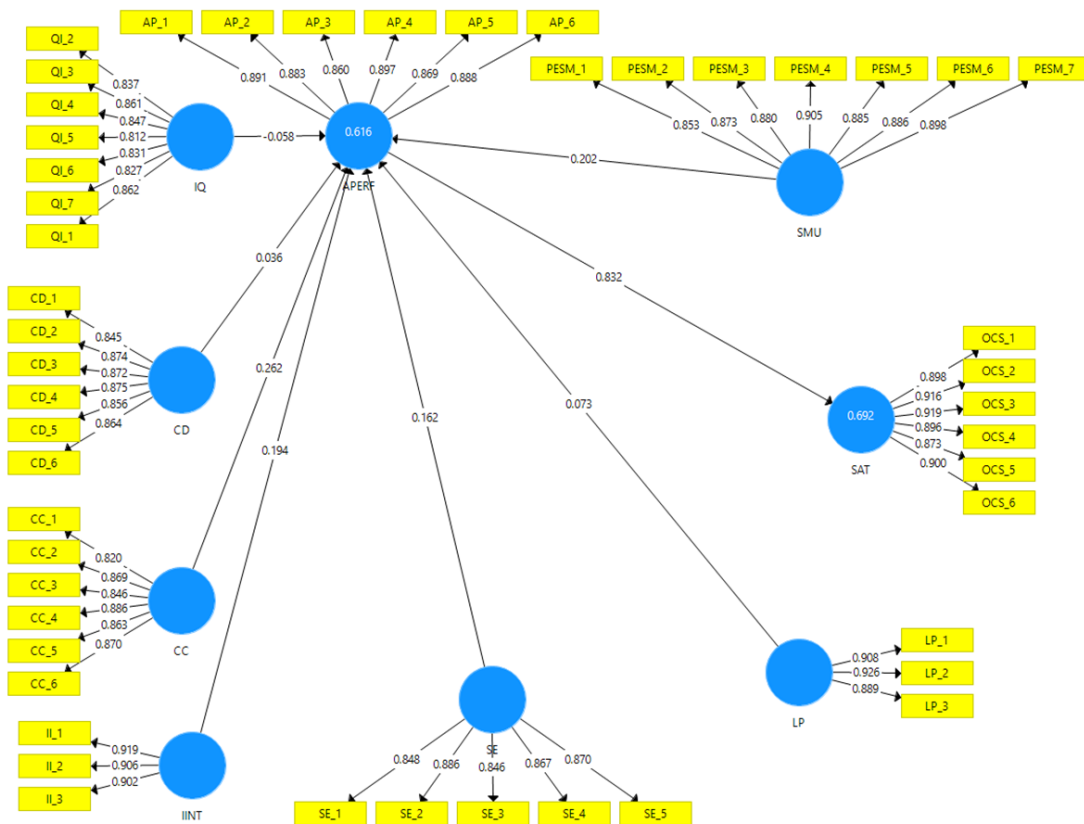 AP_1
AP_2
AP_3
AP_4
AP_5
AP_6
0.891
0.883
0.860
0.897
0.869
0.888
QI_2
QI_3
QI_4
QI_5
QI_6
QI_7
QI_1
0.837
0.861
0.847
0.812
0.831
0.827
0.862
IQ
-0.058
0.616
APERF
PESM_1
PESM_2
PESM_3
PESM_4
PESM_5
PESM_6
PESM_7
0.853
0.873
0.880
0.905
0.885
0.886
0.898
0.202
SMU
0.036
0.832
CD_1
CD_2
CD_3
CD_4
CD_5
CD_6
0.845
0.874
0.872
0.875
0.856
0.864
CD
0.262
0.194
0.162
0.073
0.692
SAT
OCS_1
OCS_2
OCS_3
OCS_4
OCS_5
OCS_6
0.898
0.916
0.919
0.896
0.873
0.900
CC_1
CC_2
CC_3
CC_4
CC_5
CC_6
0.820
0.869
0.846
0.886
0.863
0.870
CC
LP_1
LP_2
LP_3
0.908
0.926
0.889
LP
II_1
II_2
II_3
0.919
0.906
0.902
IINT
SE
0.848
0.886
0.846
0.867
0.870
SE_1
SE_2
SE_3
SE_4
SE_5